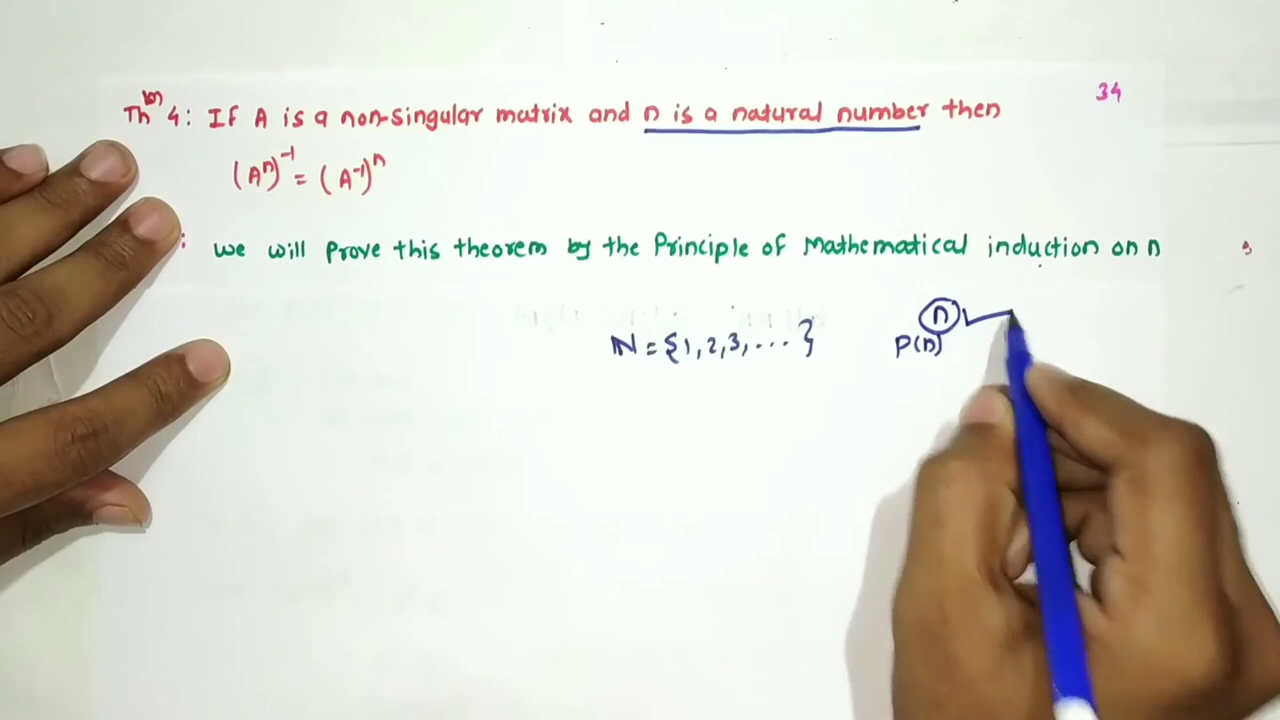 34
Thm 4: If A is a non-singular matrix and n is a natural number then
(Aⁿ)⁻¹ = (A⁻¹)ⁿ
: we will prove this theorem by the Principle of Mathematical induction on n
n
N = {1, 2, 3, ... } P(n)